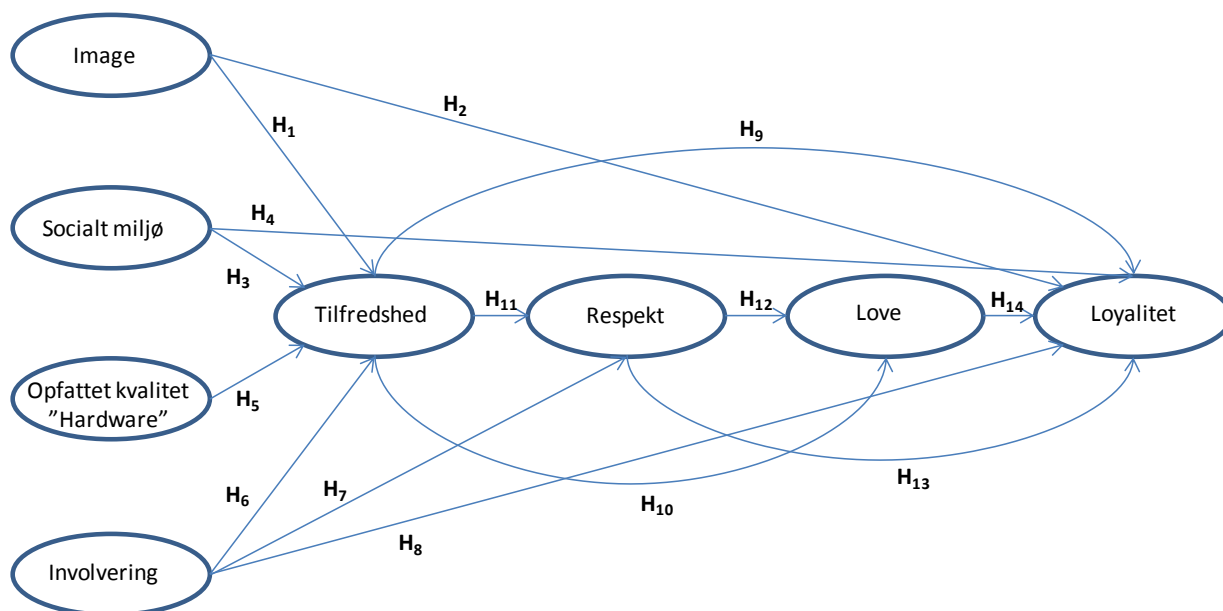 Image
H₂
H₁
H₉
Socialt miljø
H₄
H₃
Tilfredshed
H₁₁
Respekt
H₁₂
Love
H₁₄
Loyalitet
Opfattet kvalitet
”Hardware”
H₅
H₆
H₇
H₁₀
H₁₃
H₈
Involvering